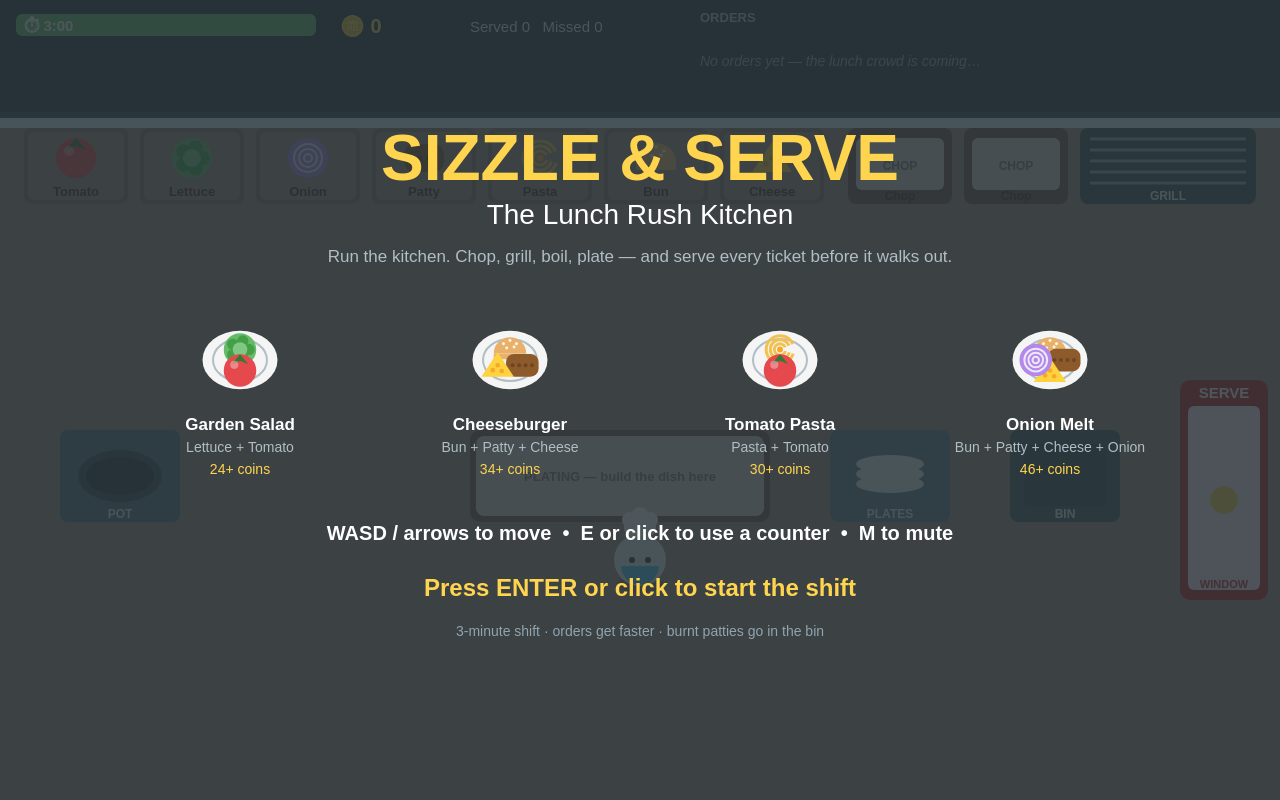 3:00
0
Served 0 Missed 0
ORDERS
No orders yet — the lunch crowd is coming…
SIZZLE & SERVE
Tomato
Lettuce
Onion
Patty
Pasta
Bun
Cheese
CHOP
Chop
CHOP
Chop
GRILL
The Lunch Rush Kitchen
Run the kitchen. Chop, grill, boil, plate — and serve every ticket before it walks out.
Garden Salad
Lettuce + Tomato
24+ coins
Cheeseburger
Bun + Patty + Cheese
34+ coins
Tomato Pasta
Pasta + Tomato
30+ coins
Onion Melt
Bun + Patty + Cheese + Onion
46+ coins
SERVE
WINDOW
POT
PLATING — build the dish here
PLATES
BIN
WASD / arrows to move • E or click to use a counter • M to mute
Press ENTER or click to start the shift
3-minute shift · orders get faster · burnt patties go in the bin